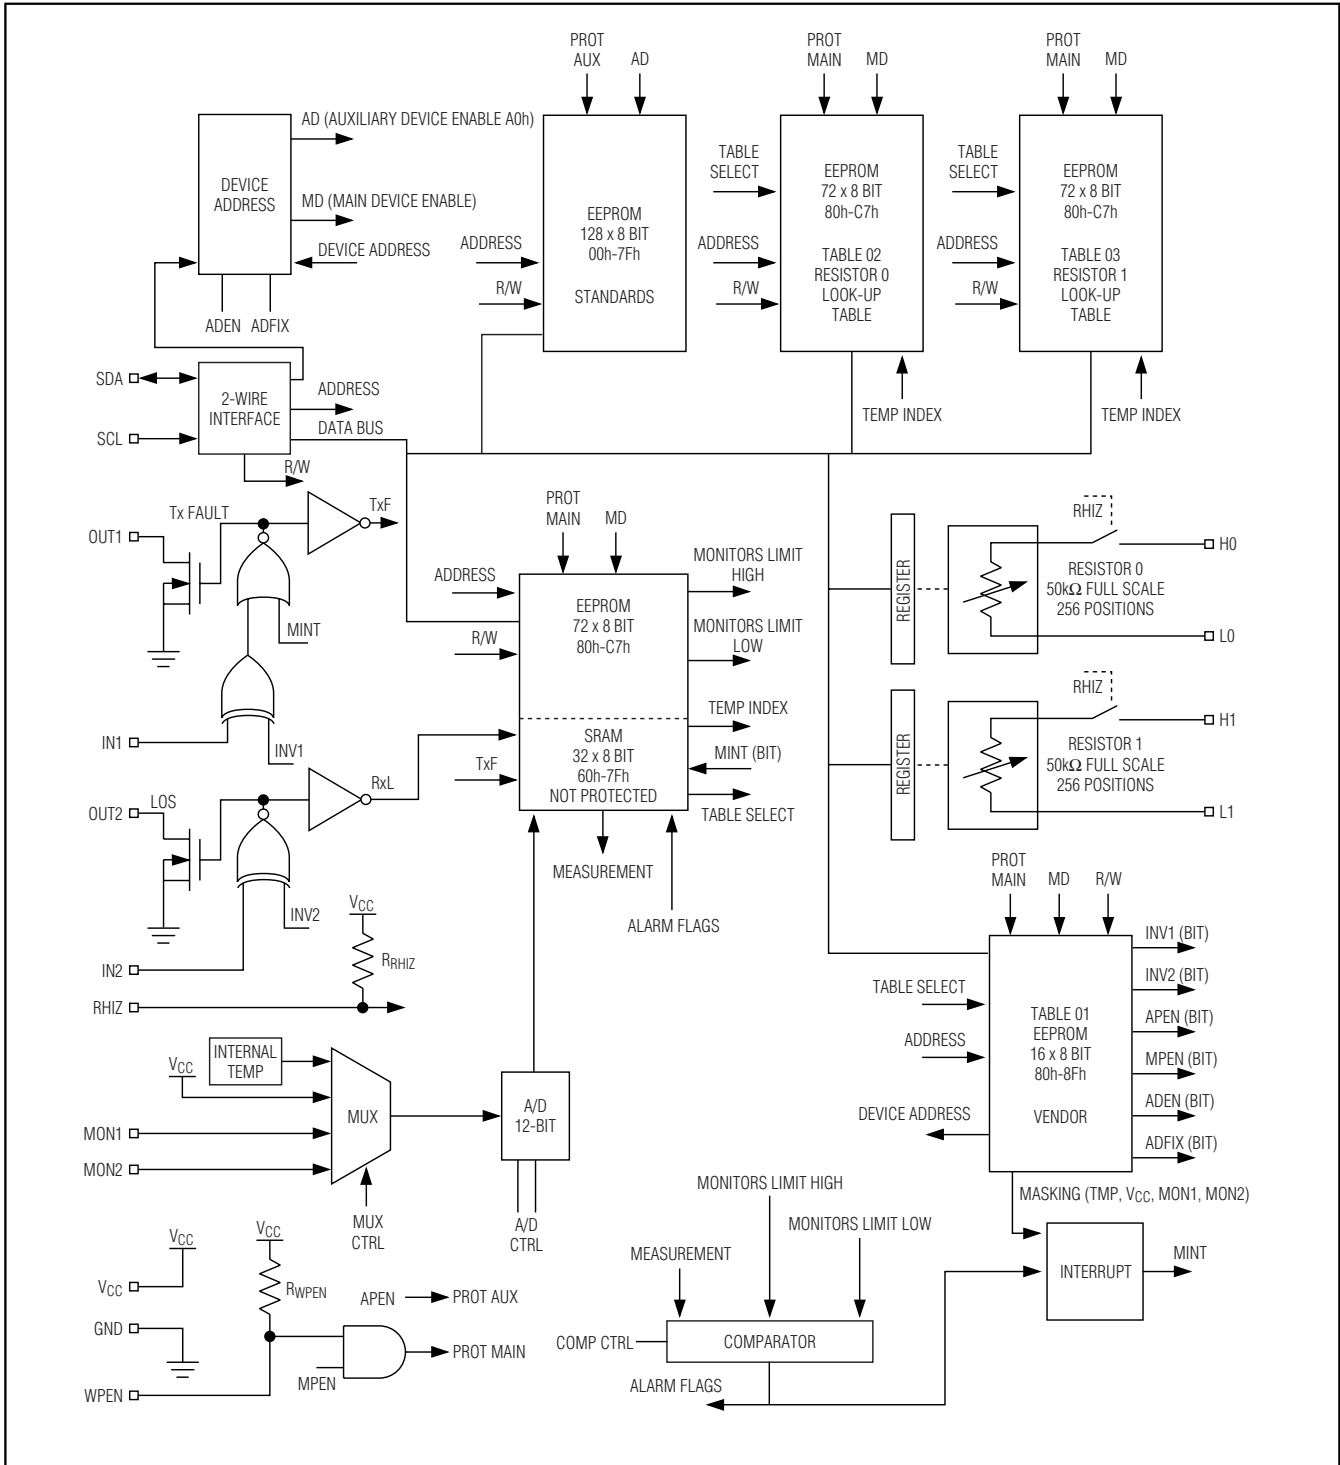 PROT
AUX
AD
PROT
MAIN
MD
PROT
MAIN
MD
AD (AUXILIARY DEVICE ENABLE A0h)
DEVICE
ADDRESS
MD (MAIN DEVICE ENABLE)
DEVICE ADDRESS
ADEN
ADFIX
ADDRESS
R/W
EEPROM
128 x 8 BIT
00h-7Fh
STANDARDS
TABLE
SELECT
ADDRESS
R/W
EEPROM
72 x 8 BIT
80h-C7h
TABLE 02
RESISTOR 0
LOOK-UP
TABLE
TEMP INDEX
TABLE
SELECT
ADDRESS
R/W
EEPROM
72 x 8 BIT
80h-C7h
TABLE 03
RESISTOR 1
LOOK-UP
TABLE
TEMP INDEX
SDA
SCL
2-WIRE
INTERFACE
ADDRESS
DATA BUS
R/W
Tx FAULT
TxF
OUT1
MINT
IN1
INV1
RxL
LOS
OUT2
INV2
IN2
VCC
RRHIZ
RHIZ
PROT
MAIN
MD
ADDRESS
R/W
EEPROM
72 x 8 BIT
80h-C7h
SRAM
32 x 8 BIT
60h-7Fh
NOT PROTECTED
TxF
MONITORS LIMIT
HIGH
MONITORS LIMIT
LOW
TEMP INDEX
MINT (BIT)
TABLE SELECT
MEASUREMENT
ALARM FLAGS
REGISTER
RHIZ
H0
RESISTOR 0
50kΩ FULL SCALE
256 POSITIONS
L0
REGISTER
RHIZ
H1
RESISTOR 1
50kΩ FULL SCALE
256 POSITIONS
L1
PROT
MAIN
MD
R/W
TABLE SELECT
ADDRESS
DEVICE ADDRESS
TABLE 01
EEPROM
16 x 8 BIT
80h-8Fh
VENDOR
INV1 (BIT)
INV2 (BIT)
APEN (BIT)
MPEN (BIT)
ADEN (BIT)
ADFIX (BIT)
MASKING (TMP, VCC, MON1, MON2)
INTERRUPT
MINT
INTERNAL
TEMP
VCC
MUX
MON1
MON2
MUX
CTRL
A/D
12-BIT
A/D
CTRL
VCC
VCC
VCC
RWPEN
GND
APEN
PROT AUX
PROT MAIN
MPEN
WPEN
MONITORS LIMIT HIGH
MONITORS LIMIT LOW
MEASUREMENT
COMP CTRL
COMPARATOR
ALARM FLAGS